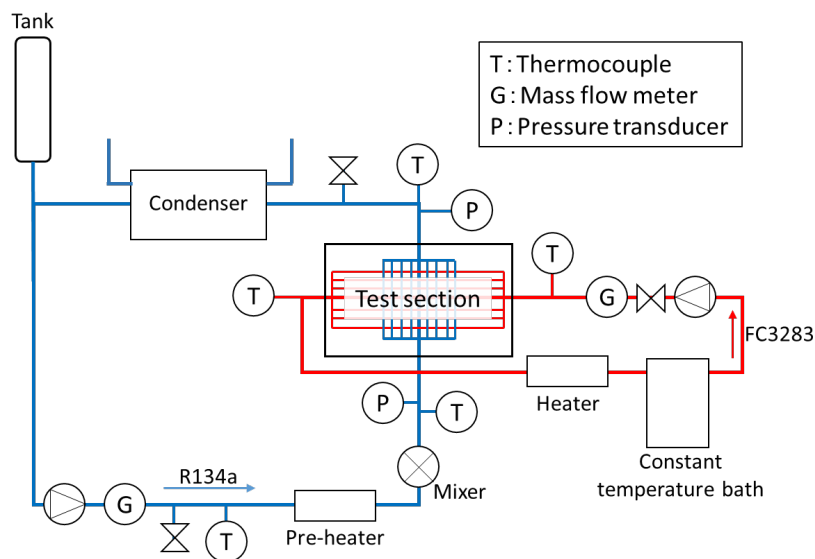 Tank
T : Thermocouple
G : Mass flow meter
P : Pressure transducer
T
Condenser
P
T
T
Test section
G
FC3283
P
T
Heater
Constant
temperature bath
R134a
Mixer
G
T
Pre-heater